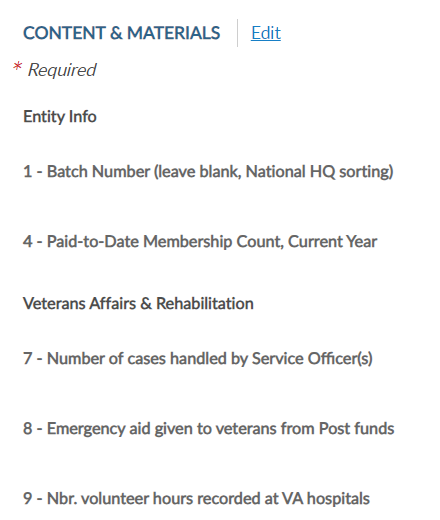 CONTENT & MATERIALS Edit
* Required
Entity Info
1 - Batch Number (leave blank, National HQ sorting)
4 - Paid-to-Date Membership Count, Current Year
Veterans Affairs & Rehabilitation
7 - Number of cases handled by Service Officer(s)
8 - Emergency aid given to veterans from Post funds
9 - Nbr. volunteer hours recorded at VA hospitals